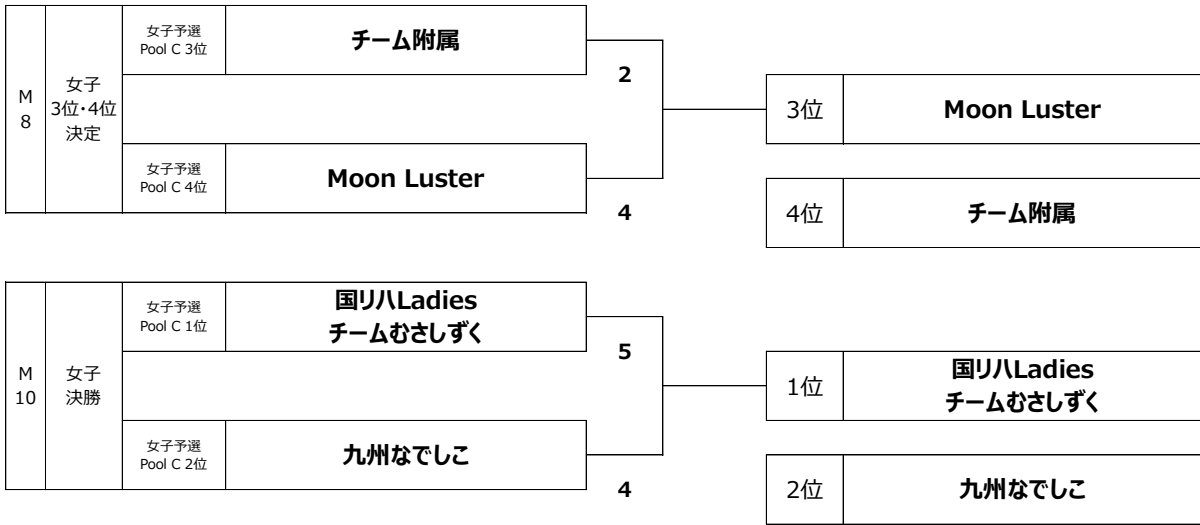 M
8
女子
3位・4位
決定
女子予選
Pool C 3位
チーム附属
2
女子予選
Pool C 4位
Moon Luster
4
3位
Moon Luster
4位
チーム附属
M
10
女子
決勝
女子予選
Pool C 1位
国リハLadies
チームむさしずく
5
女子予選
Pool C 2位
九州なでしこ
4
1位
国リハLadies
チームむさしずく
2位
九州なでしこ